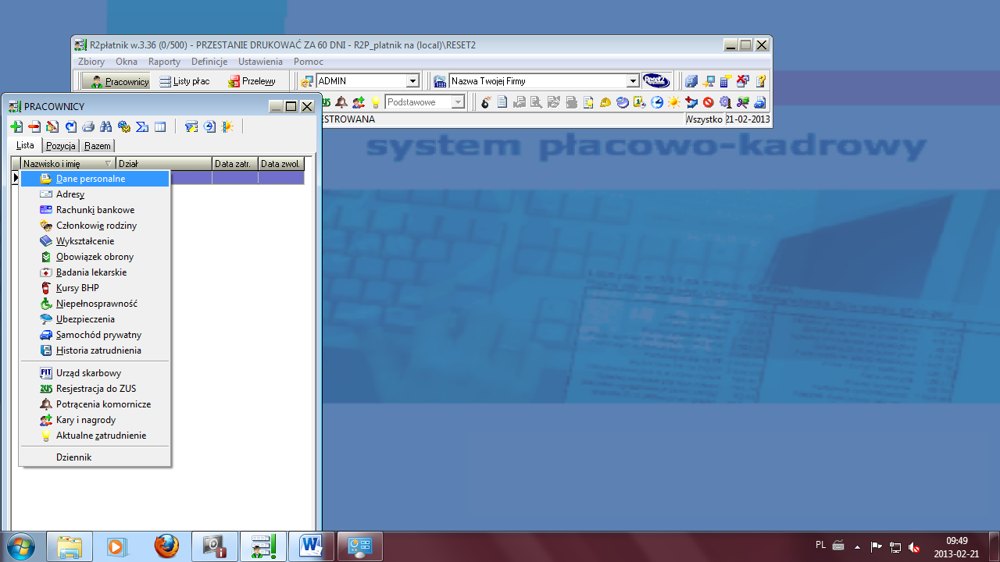 R2płatnik w.3.36 (0/500) - PRZESTANIE DRUKOWAĆ ZA 60 DNI - R2P_platnik na (local)\RESET2
Zbiory Okna Raporty Definicje Ustawienia Pomoc
Pracownicy Listy płac Przelewy ADMIN Nazwa Twojej Firmy Reset2
PRACOWNICY
Podstawowe
ESTROWANA Wszystko 21-02-2013
system płacowo-kadrowy
Lista Pozycja Razem
Nazwisko i imię Dział Data zatr. Data zwol.
Dane personalne
Adresy
Rachunki bankowe
Członkowie rodziny
Wykształcenie
Obowiązek obrony
Badania lekarskie
Kursy BHP
Niepełnosprawność
Ubezpieczenia
Samochód prywatny
Historia zatrudnienia
PIT Urząd skarbowy
ZUS Resjestracja do ZUS
Potrącenia komornicze
Kary i nagrody
Aktualne zatrudnienie
Dziennik
PL
09:49
2013-02-21